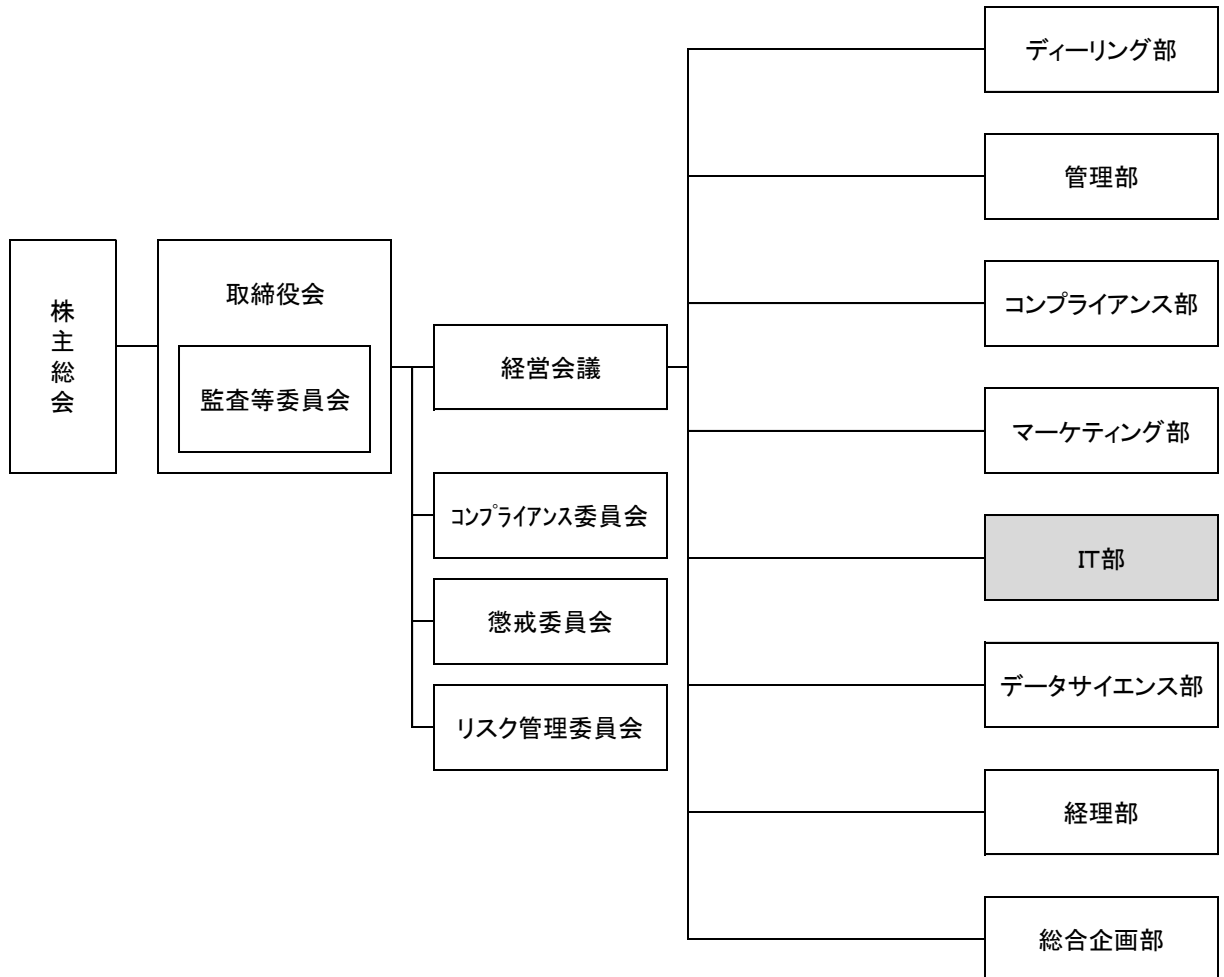 株主総会
取締役会
監査等委員会
経営会議
ｺﾝﾌﾟﾗｲｱﾝｽ委員会
懲戒委員会
リスク管理委員会
ディーリング部
管理部
コンプライアンス部
マーケティング部
IT部
データサイエンス部
経理部
総合企画部